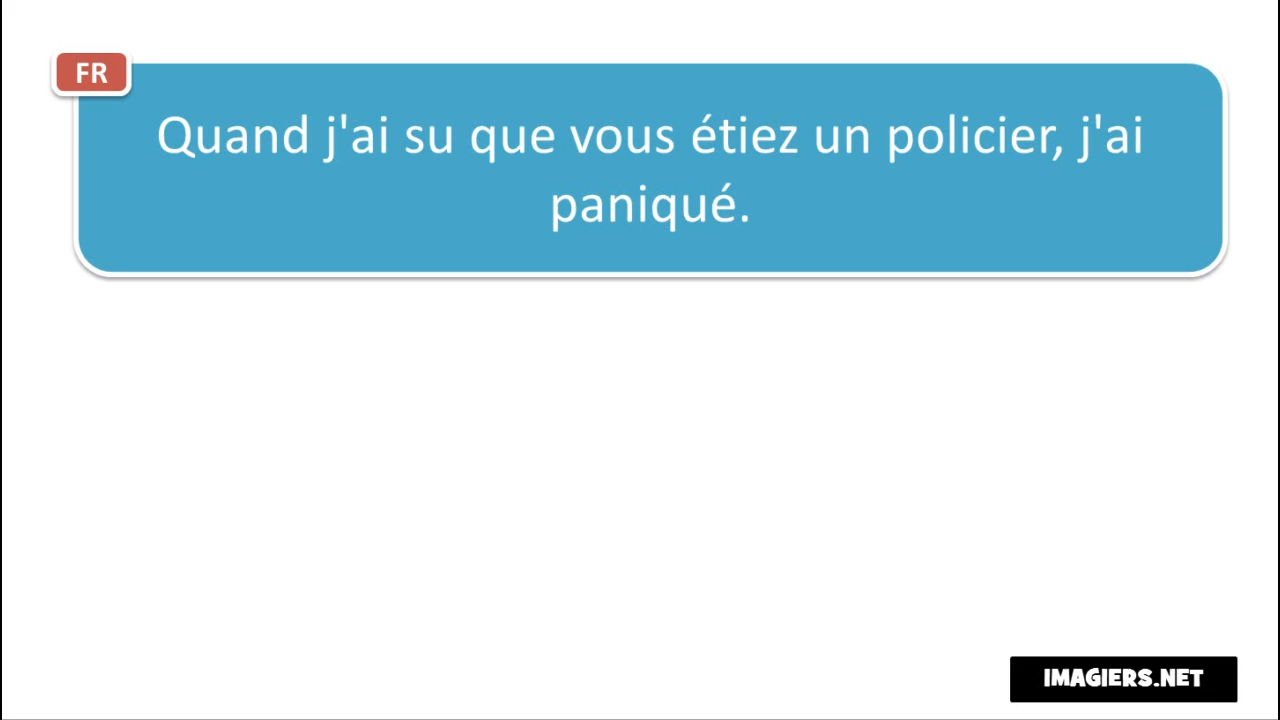 FR
Quand j'ai su que vous étiez un policier, j'ai
paniqué.
IMAGIERS.NET